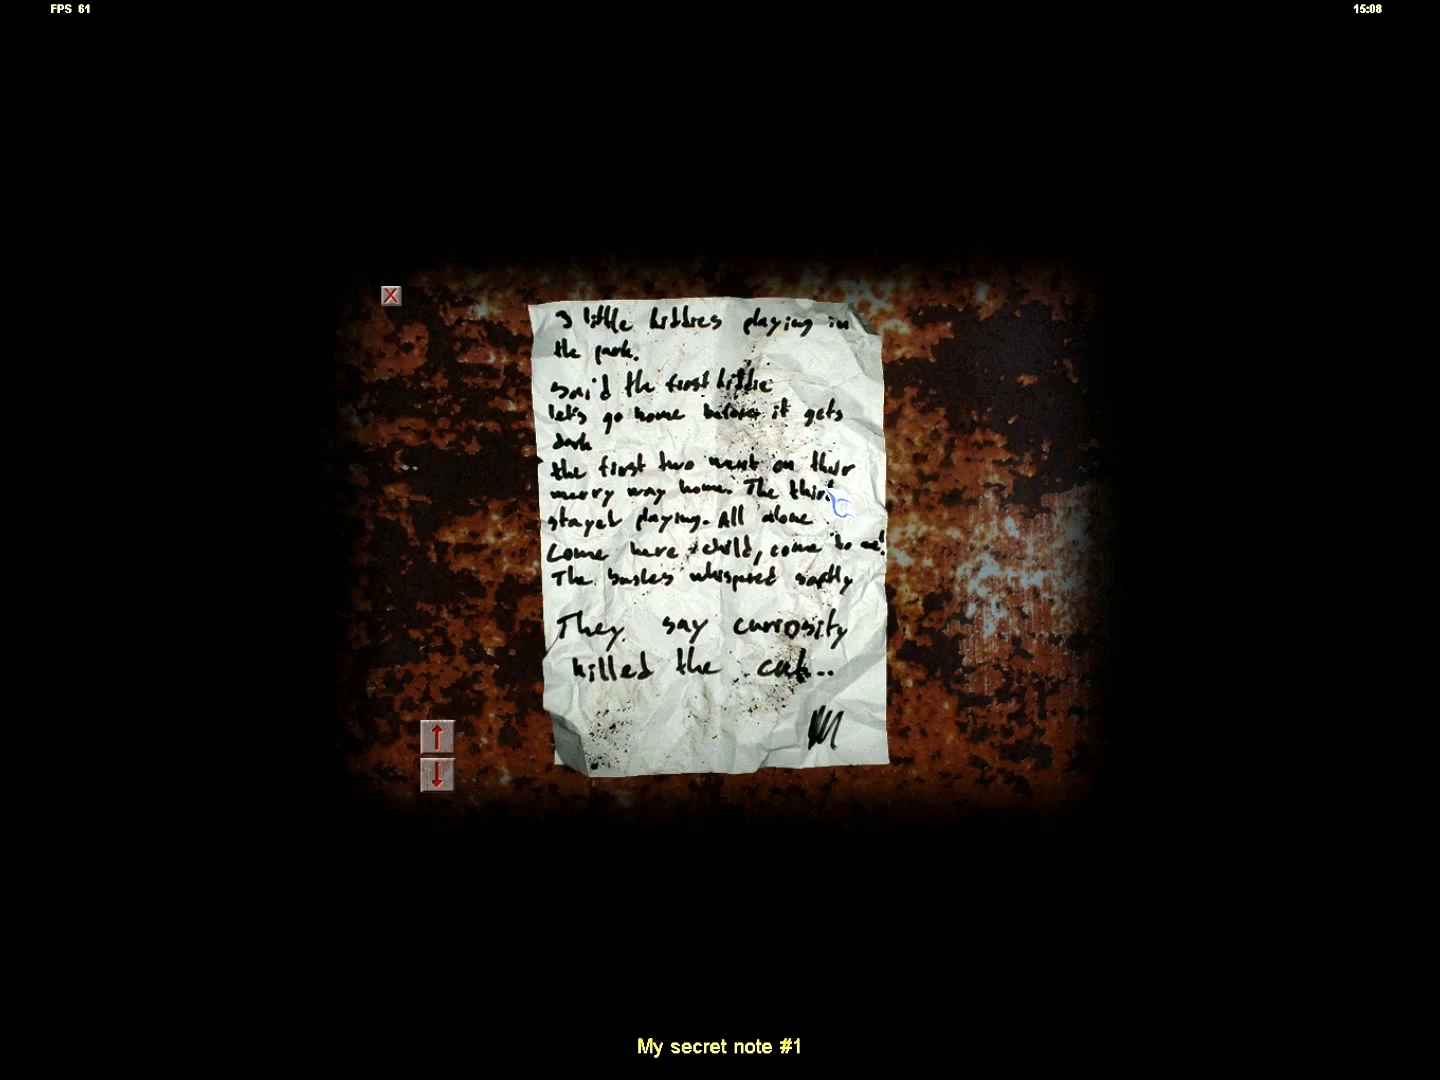 FPS 61
15:08
X
3 little kiddies playing in
the park.
Said the first kiddie
let's go home before it gets
dark
the first two went on their
merry way home. The third
stayed playing. All alone
Come here child, come to me!
The bushes whispered softly
They say curiosity
killed the cat...
My secret note #1